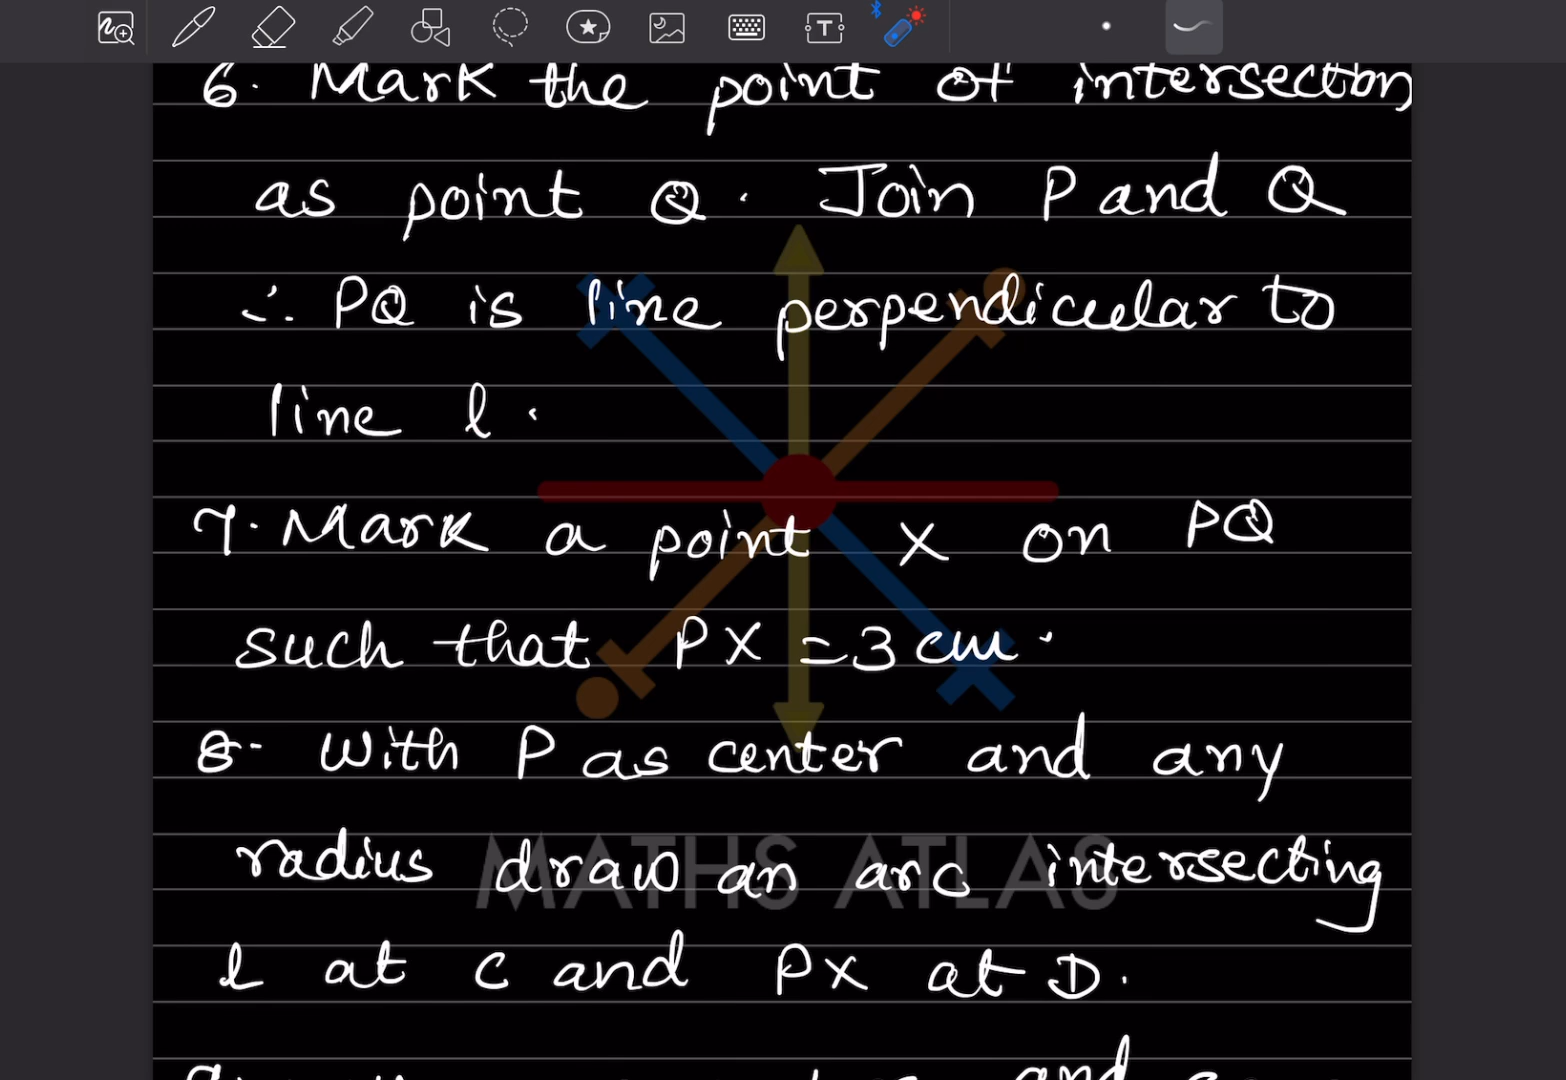 6. Mark the point of intersection
as point Q. Join P and Q
∴ PQ is line perpendicular to
line l.
7. Mark a point X on PQ
such that PX = 3 cm.
8. With P as center and any
radius draw an arc intersecting
l at C and PX at D.
and
MATHS ATLAS